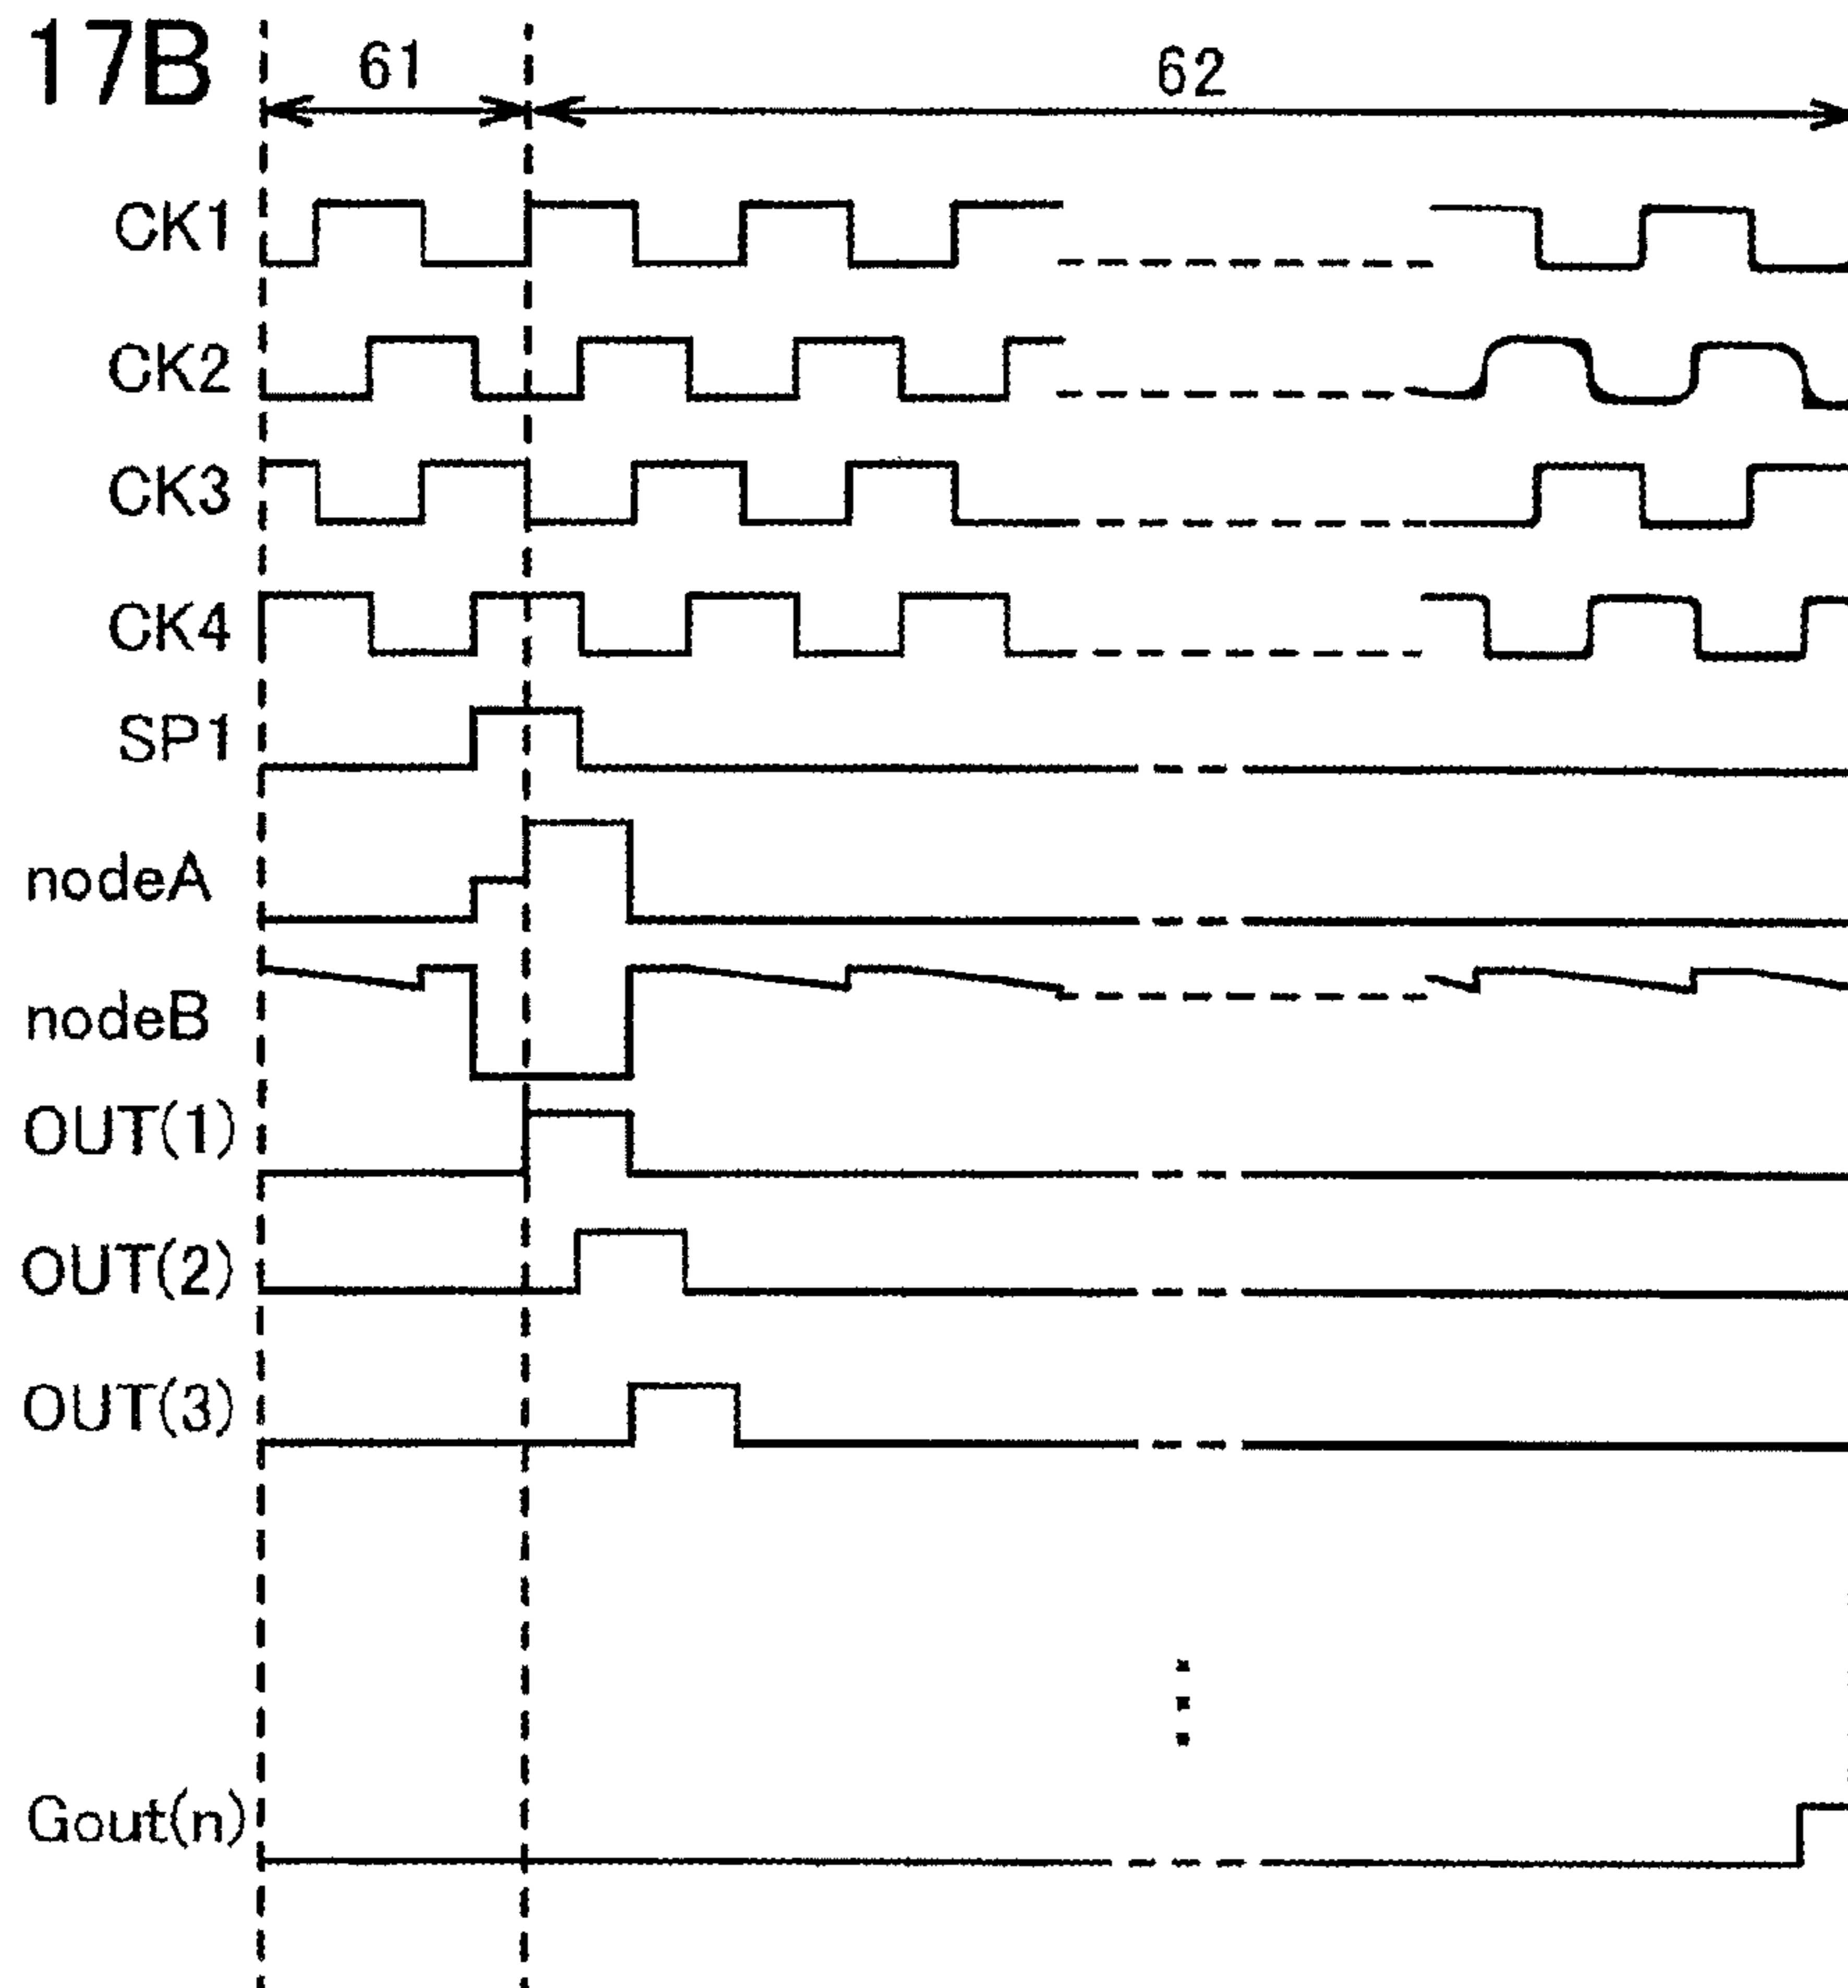 17B
61
62
CK1
CK2
CK3
CK4
SP1
nodeA
nodeB
OUT(1)
OUT(2)
OUT(3)
Gout(n)